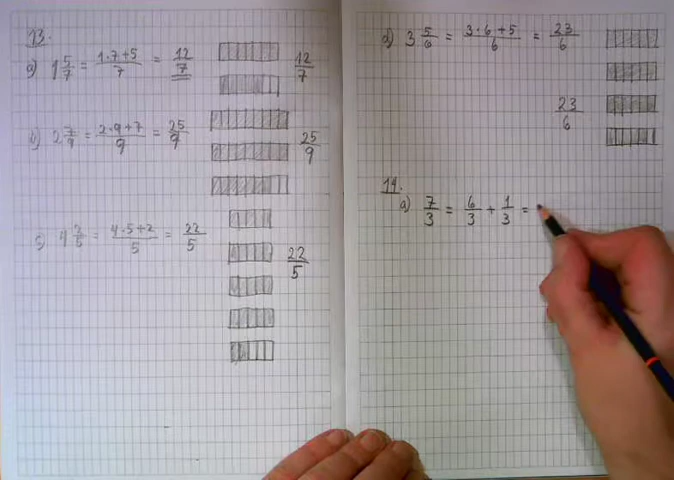 13.
a) 1 5/7 = (1·7+5)/7 = 12/7 12/7
b) 2 7/9 = (2·9+7)/9 = 25/9 25/9
c) 4 2/5 = (4·5+2)/5 = 22/5 22/5
d) 3 5/6 = (3·6+5)/6 = 23/6
23/6
14.
a) 7/3 = 6/3 + 1/3 =